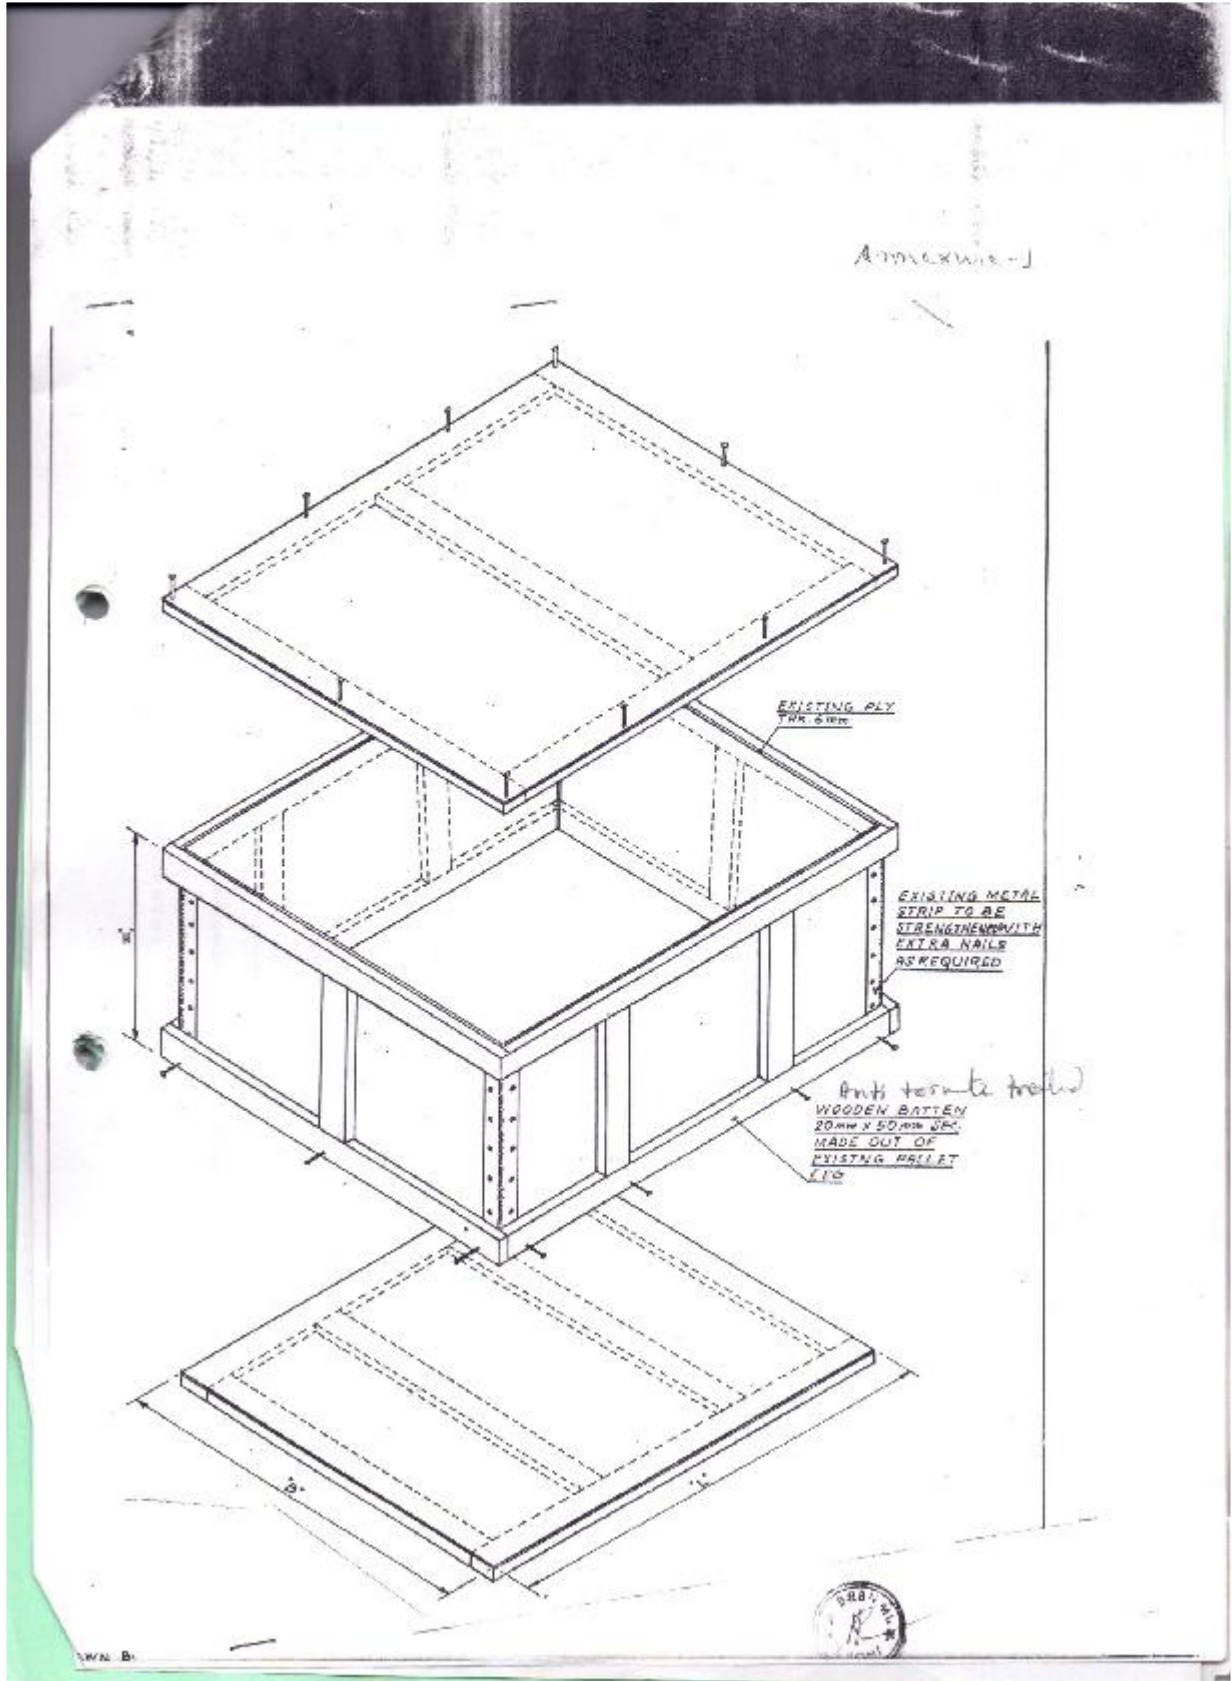 Annexure-I
EXISTING PLY
THK. 6mm
EXISTING METAL
STRIP TO BE
STRENGTHENED WITH
EXTRA NAILS
AS REQUIRED
Anti termite treated
WOODEN BATTEN
20mm x 50mm SEC.
MADE OUT OF
EXISTNG PALLET
LEG
"H"
"B"
"L"